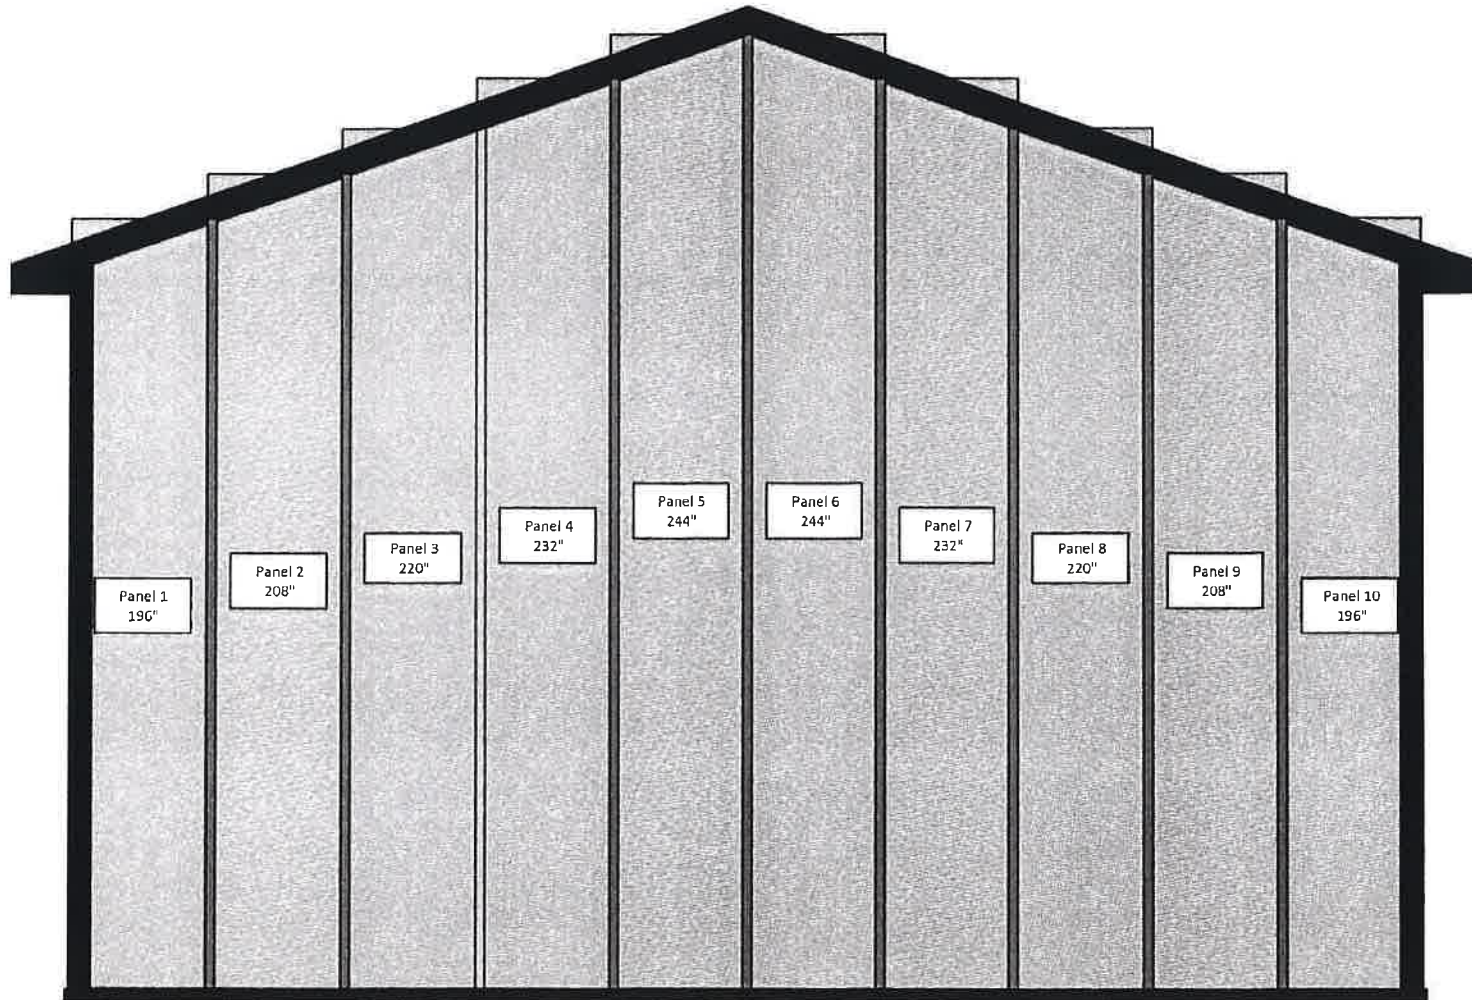 Panel 1
196"
Panel 2
208"
Panel 3
220"
Panel 4
232"
Panel 5
244"
Panel 6
244"
Panel 7
232"
Panel 8
220"
Panel 9
208"
Panel 10
196"